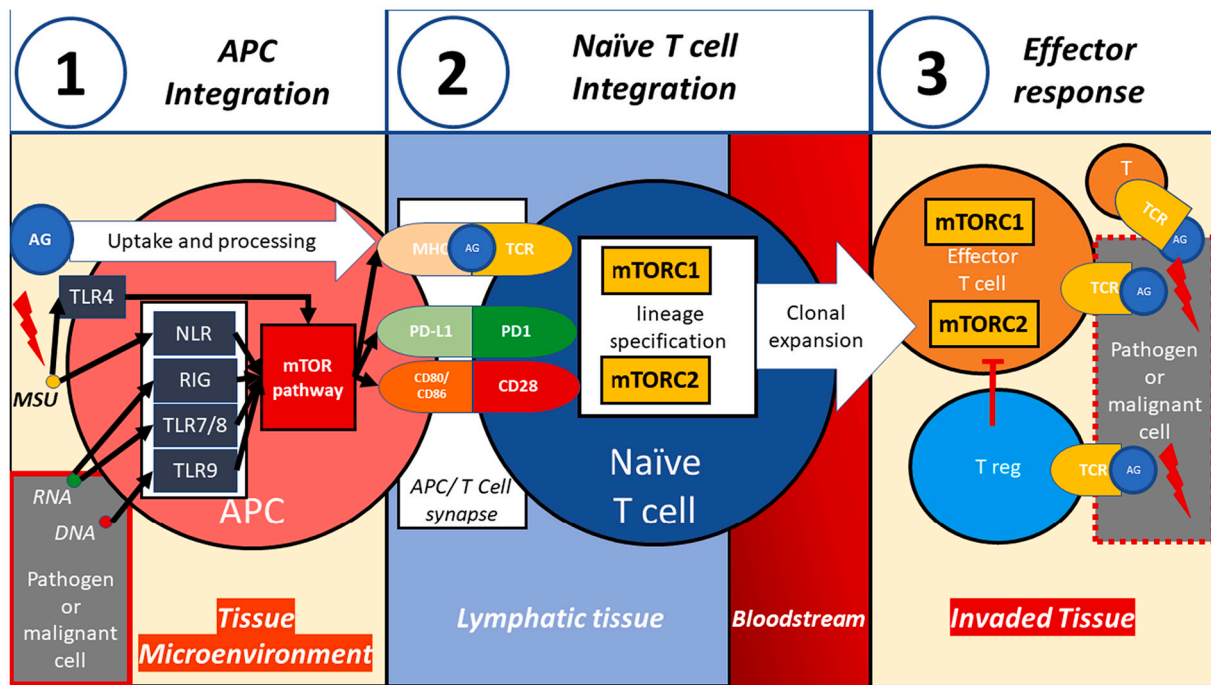 1
APC
Integration
2
Naïve T cell
Integration
3
Effector
response
AG
Uptake and processing
TLR4
MSU
NLR
RIG
TLR7/8
TLR9
mTOR
pathway
RNA
DNA
APC
Pathogen
or
malignant
cell
Tissue
Microenvironment
MHC
AG
TCR
PD-L1
PD1
CD80/
CD86
CD28
APC/ T Cell
synapse
mTORC1
lineage
specification
mTORC2
Naïve
T cell
Clonal
expansion
Lymphatic tissue
Bloodstream
mTORC1
Effector
T cell
mTORC2
T
TCR
AG
TCR
AG
Pathogen
or
malignant
cell
T reg
TCR
AG
Invaded Tissue